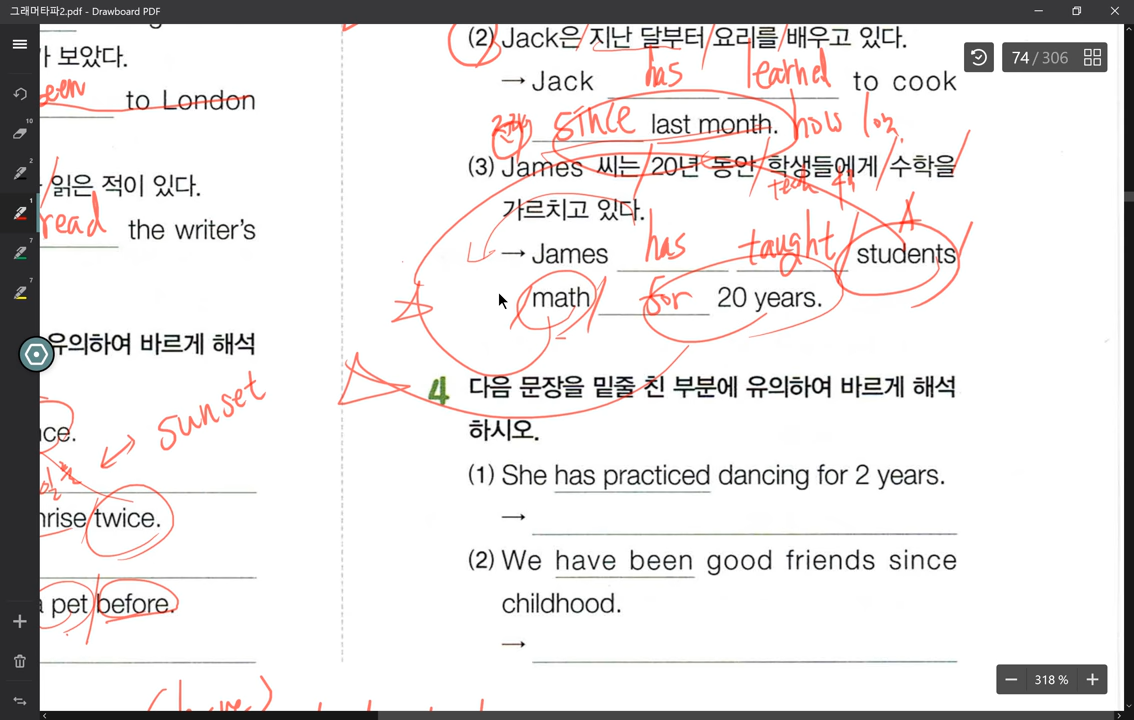 그래머타파2.pdf - Drawboard PDF
74 / 306
가 보았다.
to London
읽은 적이 있다.
read the writer's
유의하여 바르게 해석
sunset
nce.
nrise twice.
a pet before.
(2) Jack은 지난 달부터 요리를 배우고 있다.
→ Jack has learned to cook
since last month. how
(3) James 씨는 20년 동안 학생들에게 수학을
가르치고 있다.
→ James has taught students
math for 20 years.
4 다음 문장을 밑줄 친 부분에 유의하여 바르게 해석
하시오.
(1) She has practiced dancing for 2 years.
→
(2) We have been good friends since
childhood.
→
10
2
1
7
7
318 %